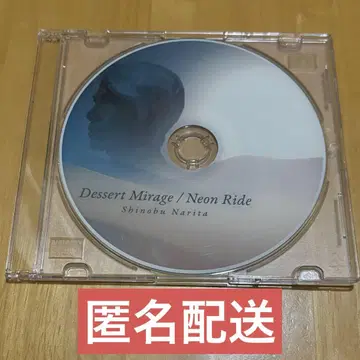 Dessert Mirage / Neon Ride
Shinobu Narita
匿名配送